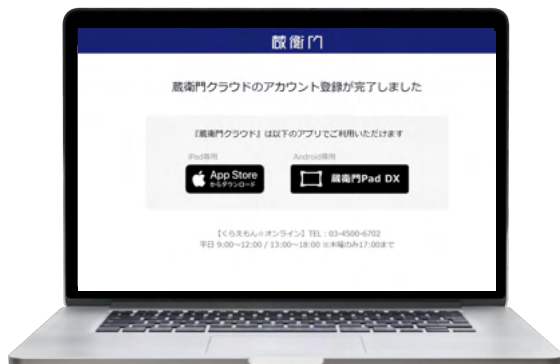 蔵衛門
蔵衛門クラウドのアカウント登録が完了しました
『蔵衛門クラウド』は以下のアプリでご利用いただけます
iPad専用
Android専用
App Store
からダウンロード
蔵衛門Pad DX
【くらえもん☆オンライン】TEL:03-4500-6702
平日 9:00~12:00 / 13:00~18:00 ※木曜のみ17:00まで